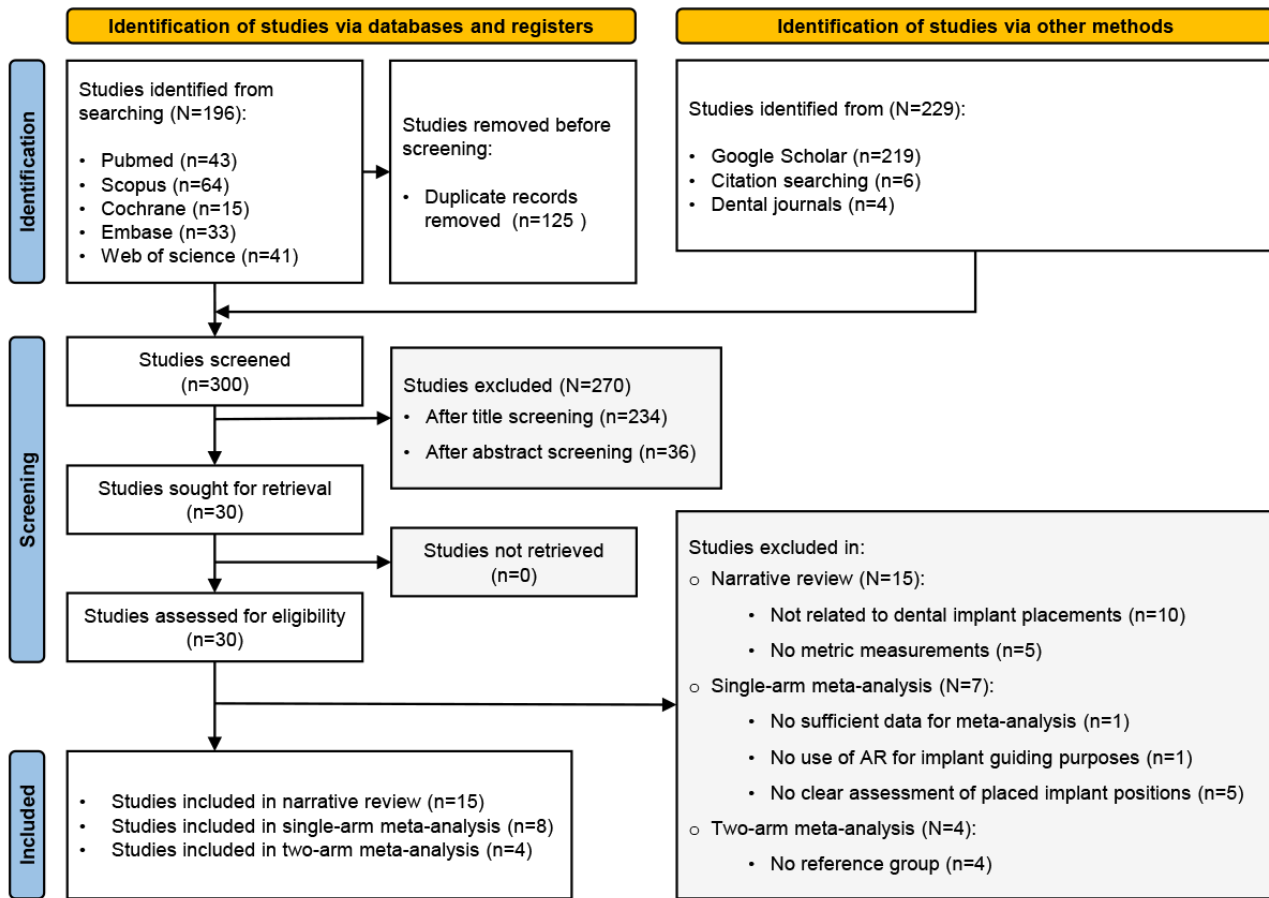 Identification of studies via databases and registers
Identification of studies via other methods
Identification
Studies identified from
searching (N=196):
• Pubmed (n=43)
• Scopus (n=64)
• Cochrane (n=15)
• Embase (n=33)
• Web of science (n=41)
Studies removed before
screening:
• Duplicate records
removed (n=125 )
Studies identified from (N=229):
• Google Scholar (n=219)
• Citation searching (n=6)
• Dental journals (n=4)
Screening
Studies screened
(n=300)
Studies excluded (N=270)
• After title screening (n=234)
• After abstract screening (n=36)
Studies sought for retrieval
(n=30)
Studies not retrieved
(n=0)
Studies assessed for eligibility
(n=30)
Studies excluded in:
o Narrative review (N=15):
• Not related to dental implant placements (n=10)
• No metric measurements (n=5)
o Single-arm meta-analysis (N=7):
• No sufficient data for meta-analysis (n=1)
• No use of AR for implant guiding purposes (n=1)
• No clear assessment of placed implant positions (n=5)
o Two-arm meta-analysis (N=4):
• No reference group (n=4)
Included
• Studies included in narrative review (n=15)
• Studies included in single-arm meta-analysis (n=8)
• Studies included in two-arm meta-analysis (n=4)